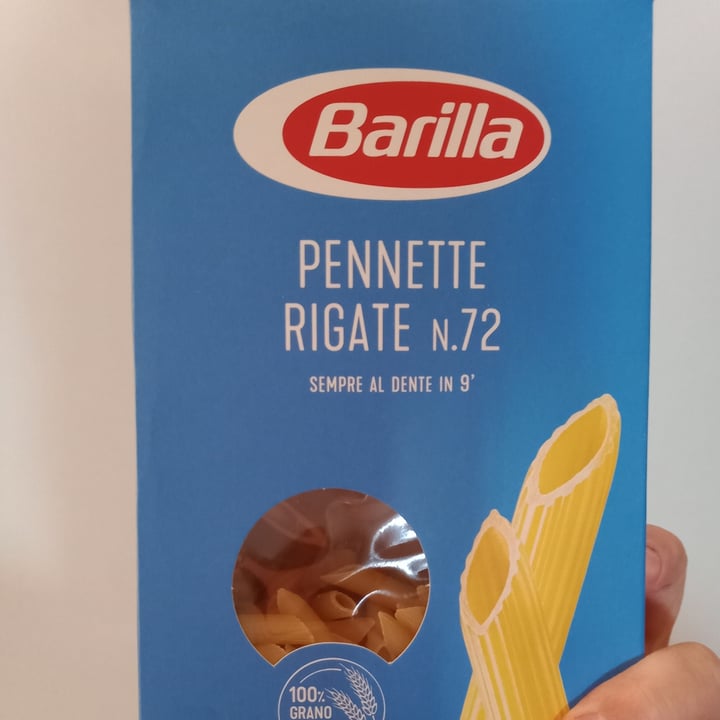 Barilla
PENNETTE
RIGATE N.72
SEMPRE AL DENTE IN 9'
100%
GRANO